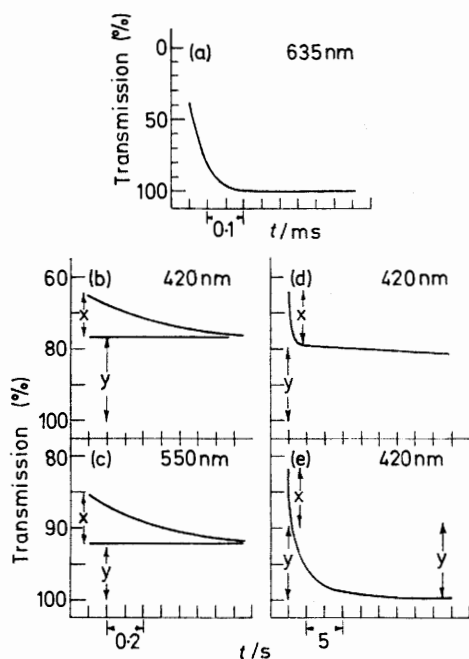 Transmission (%)
0
50
100
(a) 635nm
0·1
t/ms
Transmission (%)
60
80
100
(b) 420nm
x
y
(d) 420nm
x
y
80
90
100
(c) 550nm
x
y
0·2
(e) 420nm
x
y
y
5
t/s